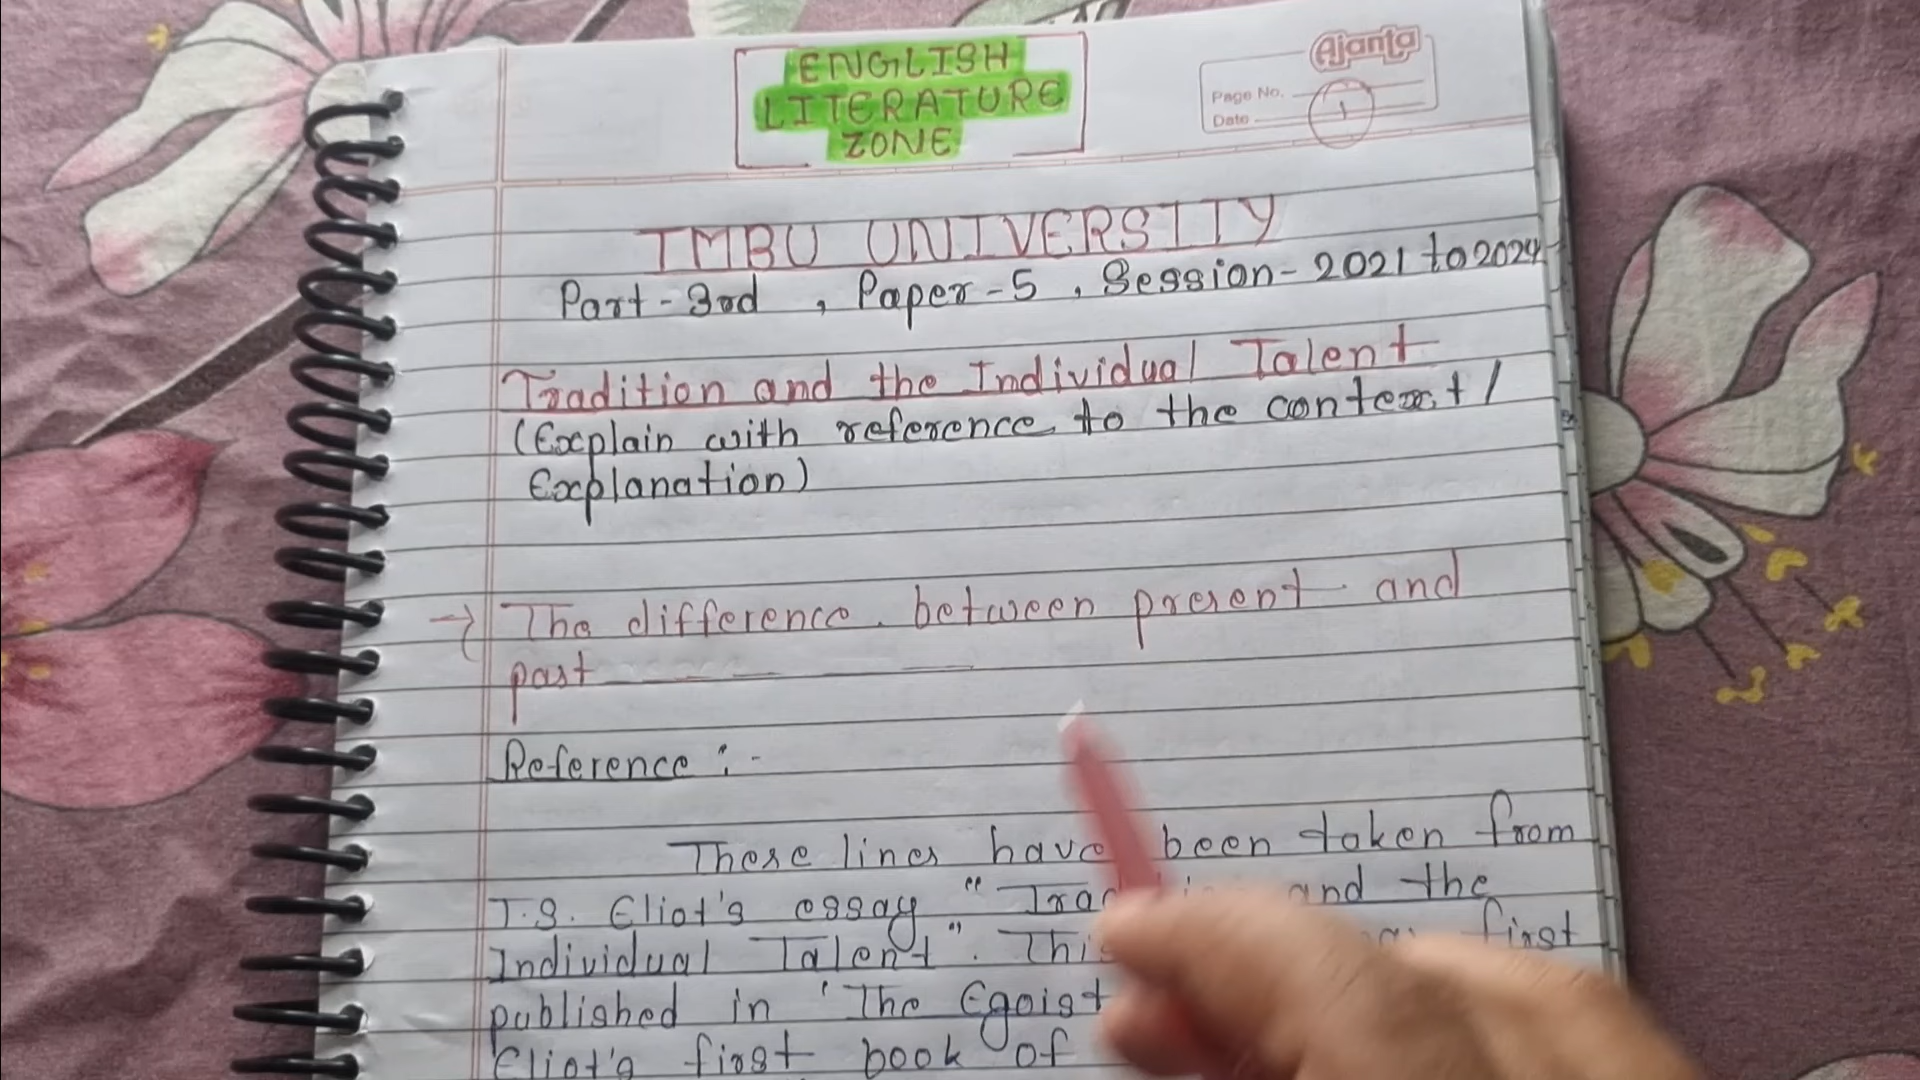 ENGLISH
LITERATURE
ZONE
Ajanta
Page No. 1
Date
TMBU UNIVERSITY
Part-3rd, Paper-5, Session-2021 to 2024
Tradition and the Individual Talent
(Explain with reference to the context/
Explanation)
→ The difference between present and
past
Reference :-
These lines have been taken from
T.S. Eliot's essay " and the
Individual Talent". first
published in 'The Egoist
Eliot's first book of